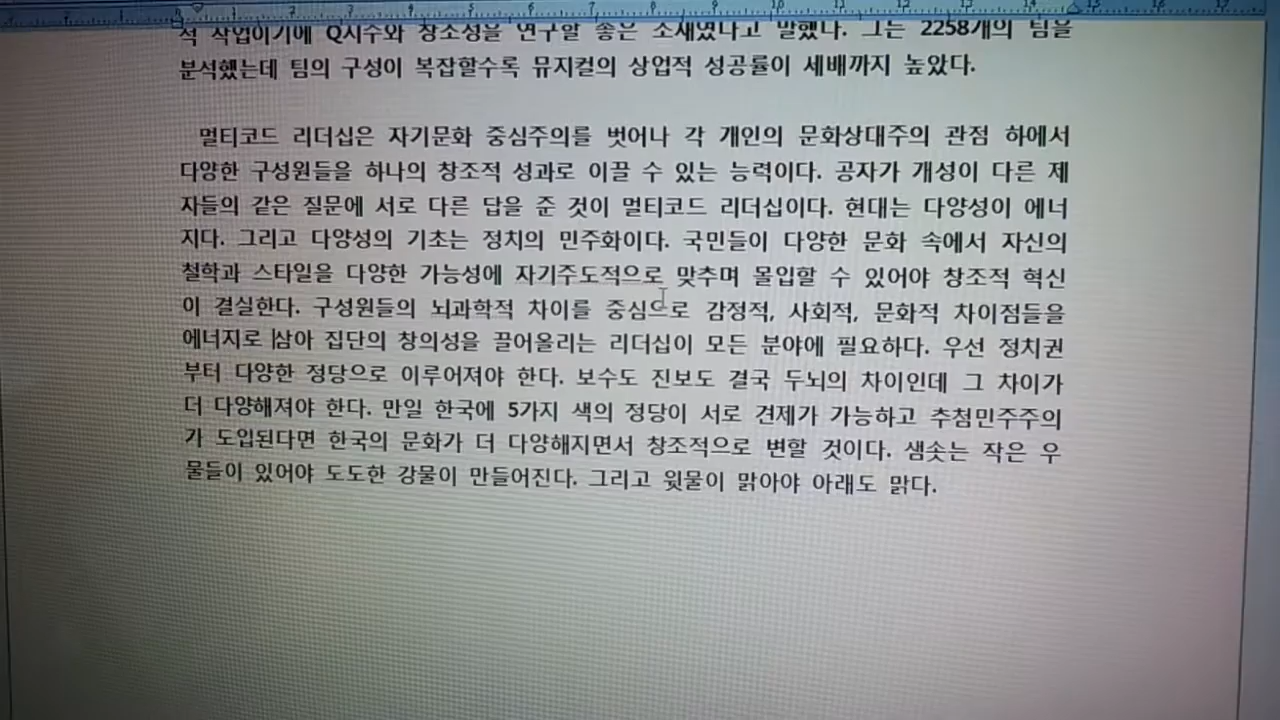 적 작업이기에 Q지수와 창조성을 연구할 좋은 소재였다고 말했다. 그는 2258개의 팀을
분석했는데 팀의 구성이 복잡할수록 뮤지컬의 상업적 성공률이 세배까지 높았다.
멀티코드 리더십은 자기문화 중심주의를 벗어나 각 개인의 문화상대주의 관점 하에서
다양한 구성원들을 하나의 창조적 성과로 이끌 수 있는 능력이다. 공자가 개성이 다른 제
자들의 같은 질문에 서로 다른 답을 준 것이 멀티코드 리더십이다. 현대는 다양성이 에너
지다. 그리고 다양성의 기초는 정치의 민주화이다. 국민들이 다양한 문화 속에서 자신의
철학과 스타일을 다양한 가능성에 자기주도적으로 맞추며 몰입할 수 있어야 창조적 혁신
이 결실한다. 구성원들의 뇌과학적 차이를 중심으로 감정적, 사회적, 문화적 차이점들을
에너지로 삼아 집단의 창의성을 끌어올리는 리더십이 모든 분야에 필요하다. 우선 정치권
부터 다양한 정당으로 이루어져야 한다. 보수도 진보도 결국 두뇌의 차이인데 그 차이가
더 다양해져야 한다. 만일 한국에 5가지 색의 정당이 서로 견제가 가능하고 추첨민주주의
가 도입된다면 한국의 문화가 더 다양해지면서 창조적으로 변할 것이다. 샘솟는 작은 우
물들이 있어야 도도한 강물이 만들어진다. 그리고 윗물이 맑아야 아래도 맑다.